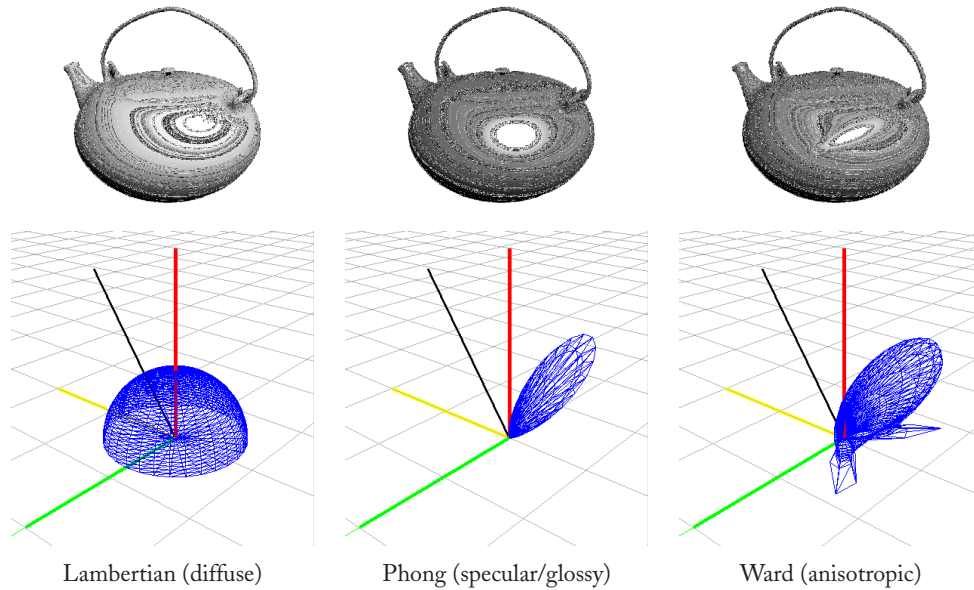 Lambertian (diffuse)
Phong (specular/glossy)
Ward (anisotropic)